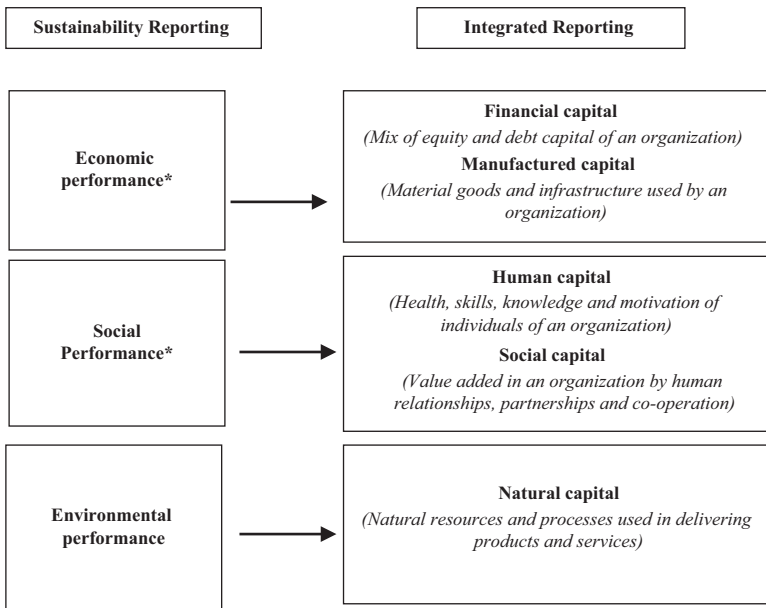 Sustainability Reporting
Integrated Reporting
Economic
performance*
Financial capital
(Mix of equity and debt capital of an organization)
Manufactured capital
(Material goods and infrastructure used by an
organization)
Social
Performance*
Human capital
(Health, skills, knowledge and motivation of
individuals of an organization)
Social capital
(Value added in an organization by human
relationships, partnerships and co-operation)
Environmental
performance
Natural capital
(Natural resources and processes used in delivering
products and services)